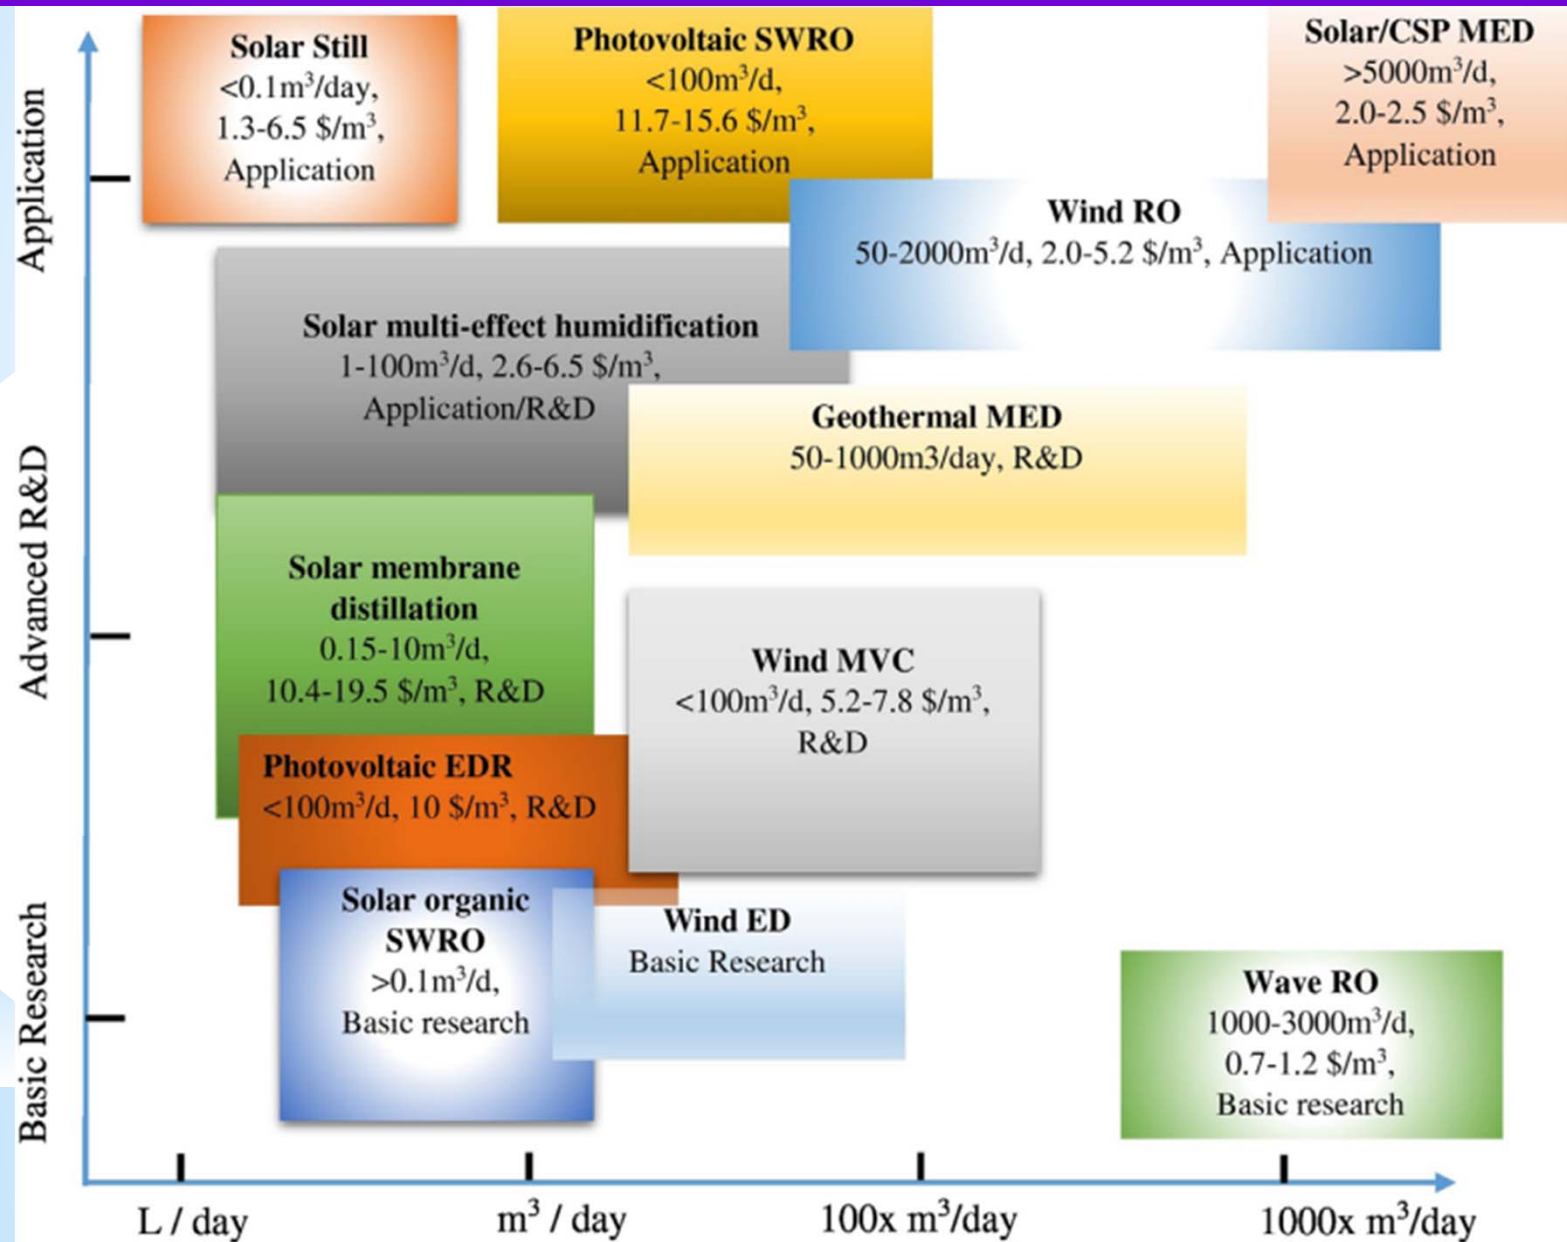 Application
Advanced R&D
Basic Research
Solar Still
<0.1m³/day,
1.3-6.5 $/m³,
Application
Photovoltaic SWRO
<100m³/d,
11.7-15.6 $/m³,
Application
Solar/CSP MED
>5000m³/d,
2.0-2.5 $/m³,
Application
Wind RO
50-2000m³/d, 2.0-5.2 $/m³, Application
Solar multi-effect humidification
1-100m³/d, 2.6-6.5 $/m³,
Application/R&D
Geothermal MED
50-1000m3/day, R&D
Solar membrane
distillation
0.15-10m³/d,
10.4-19.5 $/m³, R&D
Wind MVC
<100m³/d, 5.2-7.8 $/m³,
R&D
Photovoltaic EDR
<100m³/d, 10 $/m³, R&D
Solar organic
SWRO
>0.1m³/d,
Basic research
Wind ED
Basic Research
Wave RO
1000-3000m³/d,
0.7-1.2 $/m³,
Basic research
L / day
m³ / day
100x m³/day
1000x m³/day